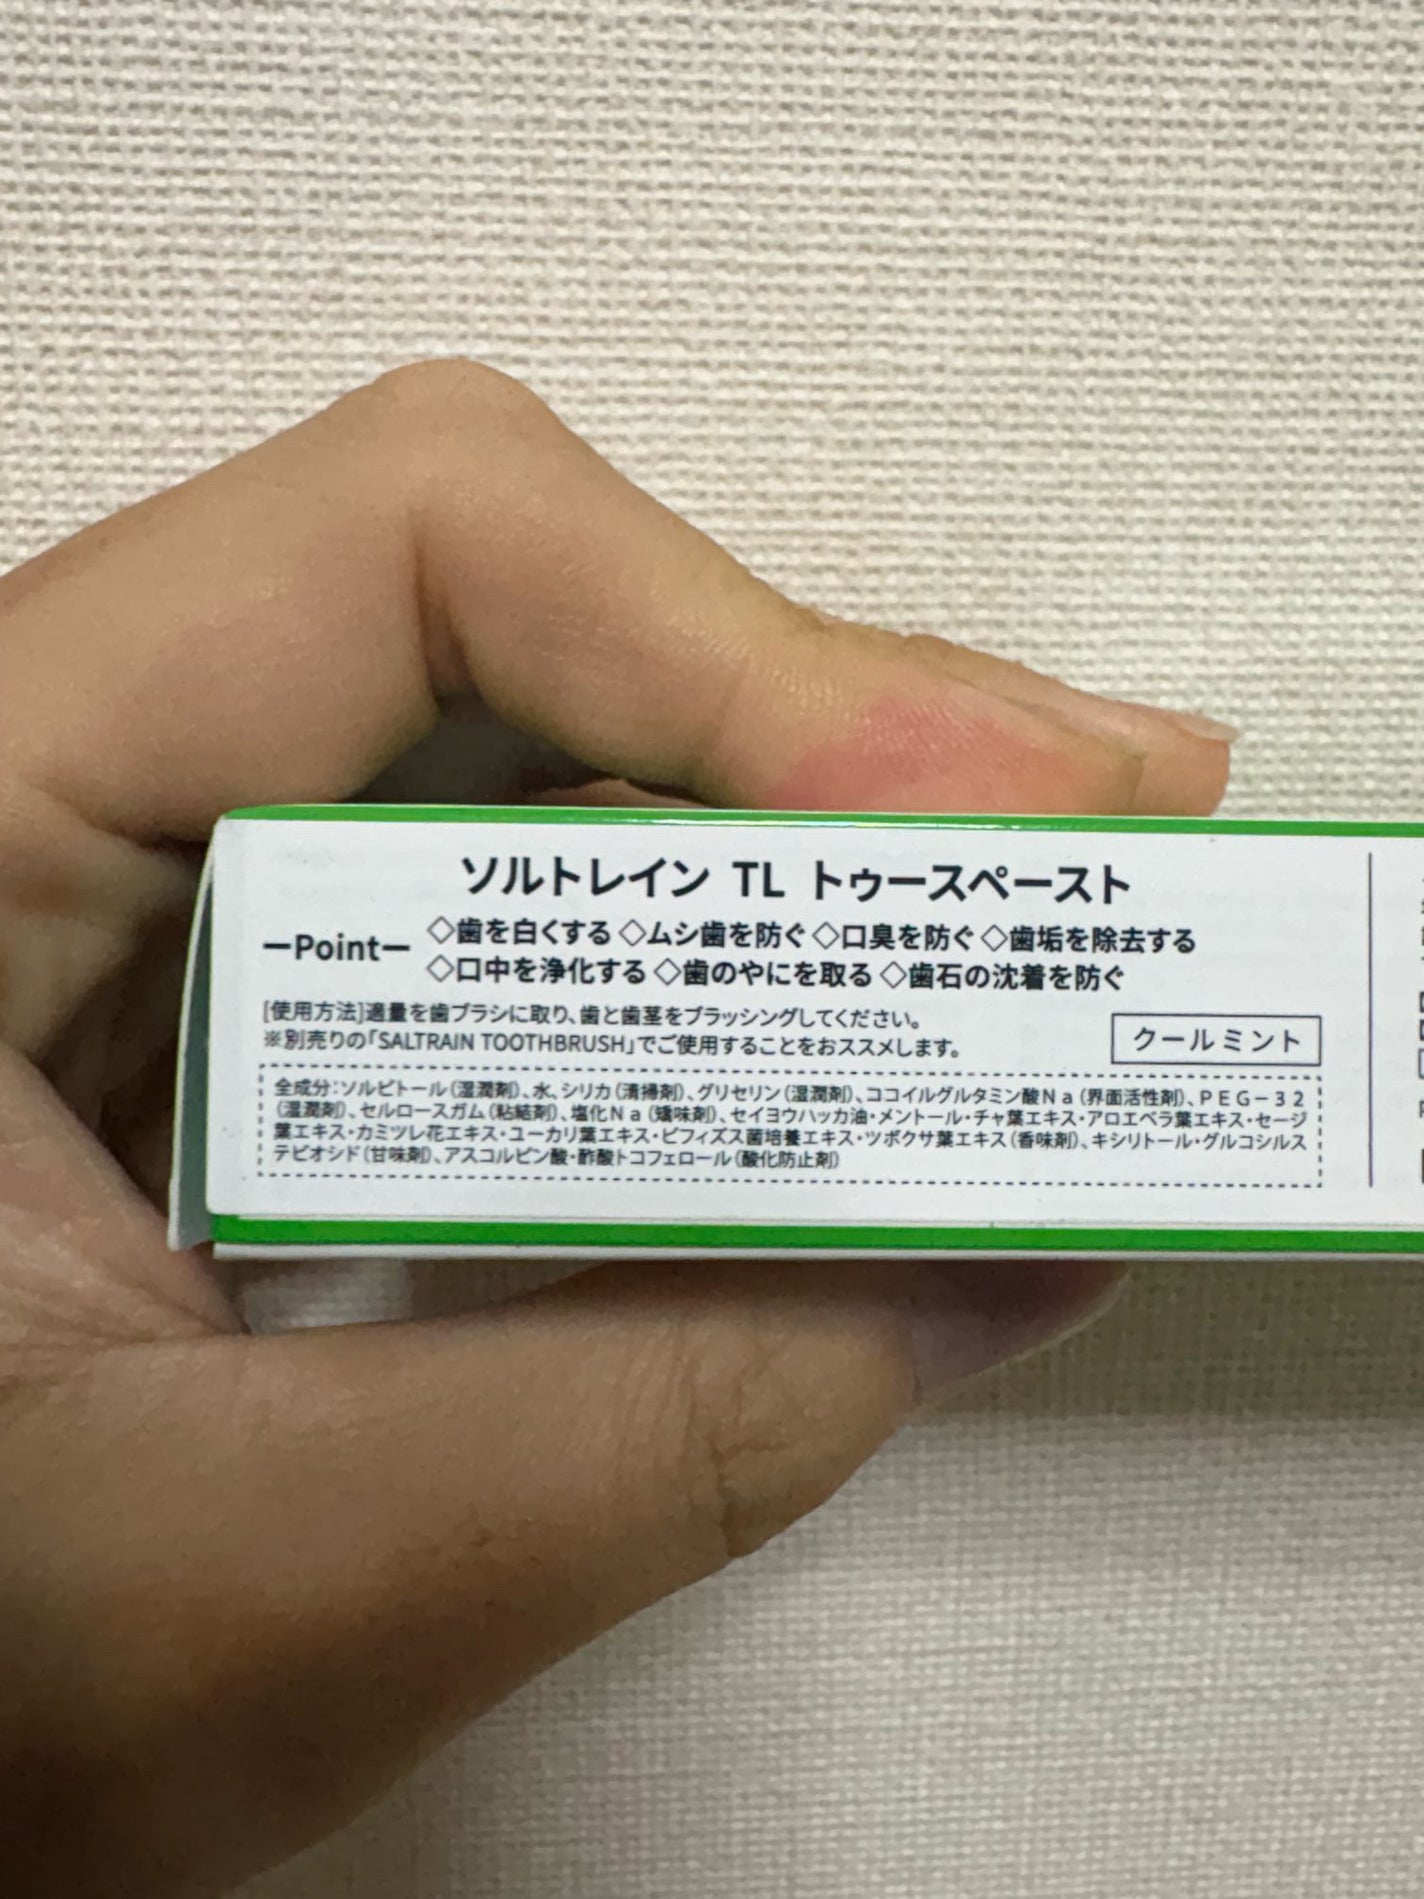 ソルトレイン TL トゥースペースト
ーPointー
◇歯を白くする ◇ムシ歯を防ぐ ◇口臭を防ぐ ◇歯垢を除去する
◇口中を浄化する ◇歯のやにを取る ◇歯石の沈着を防ぐ
[使用方法]適量を歯ブラシに取り、歯と歯茎をブラッシングしてください。
※別売りの「SALTRAIN TOOTHBRUSH」でご使用することをおススメします。
クールミント
全成分：ソルビトール（湿潤剤）、水、シリカ（清掃剤）、グリセリン（湿潤剤）、ココイルグルタミン酸Ｎａ（界面活性剤）、ＰＥＧ－３２
（湿潤剤）、セルロースガム（粘結剤）、塩化Ｎａ（矯味剤）、セイヨウハッカ油・メントール・チャ葉エキス・アロエベラ葉エキス・セージ
葉エキス・カミツレ花エキス・ユーカリ葉エキス・ビフィズス菌培養エキス・ツボクサ葉エキス（香味剤）、キシリトール・グルコシルス
テビオシド（甘味剤）、アスコルビン酸・酢酸トコフェロール（酸化防止剤）